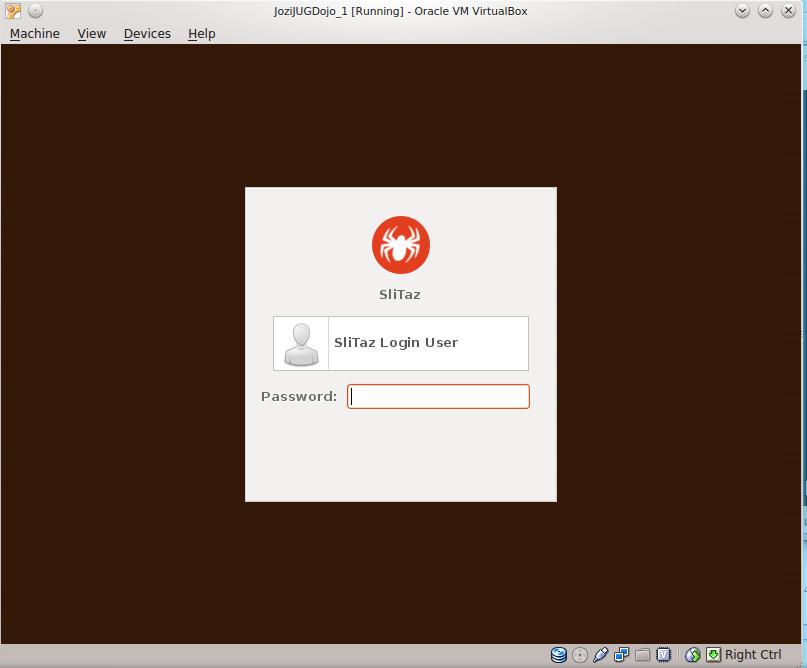 JoziJUGDojo_1 [Running] - Oracle VM VirtualBox
Machine View Devices Help
SliTaz
SliTaz Login User
Password:
Right Ctrl